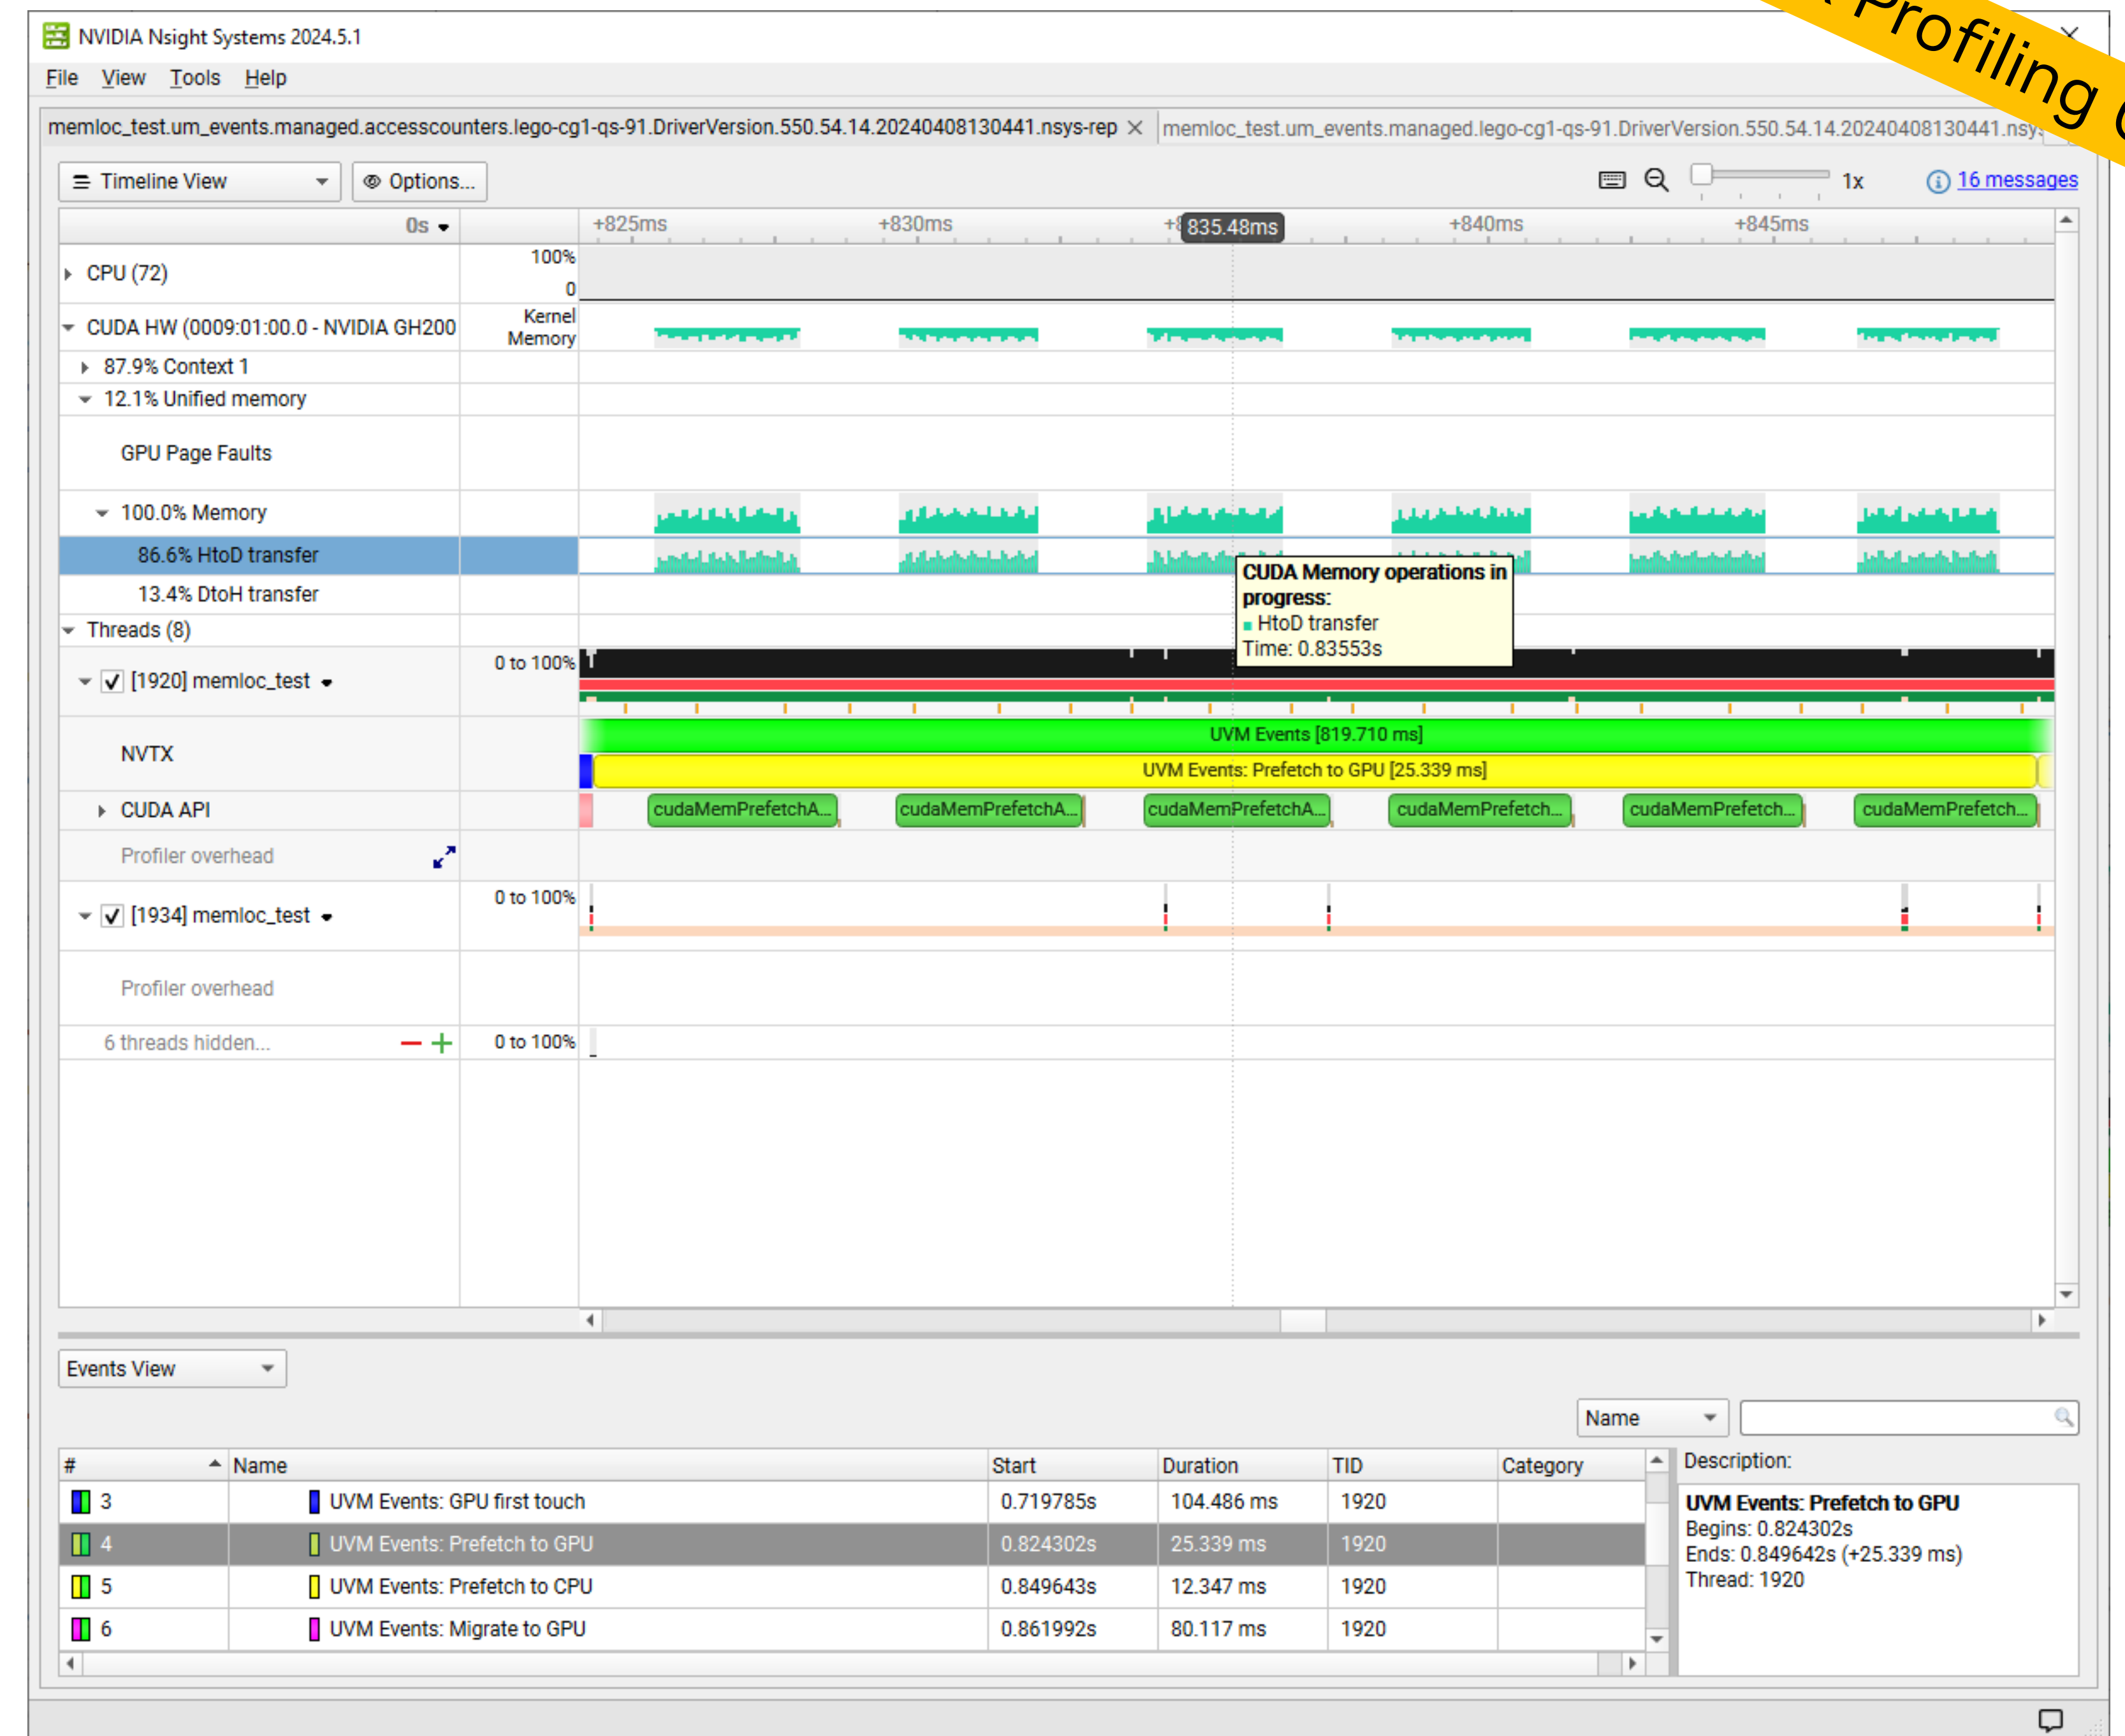 Profiling
NVIDIA Nsight Systems 2024.5.1
File View Tools Help
memloc_test.um_events.managed.accesscounters.lego-cg1-qs-91.DriverVersion.550.54.14.20240408130441.nsys-rep memloc_test.um_events.managed.lego-cg1-qs-91.DriverVersion.550.54.14.20240408130441.nsys
Timeline View Options... 1x 16 messages
0s +825ms +830ms 835.48ms +840ms +845ms
CPU (72) 100%
0
CUDA HW (0009:01:00.0 - NVIDIA GH200 Kernel
Memory
87.9% Context 1
12.1% Unified memory
GPU Page Faults
100.0% Memory
86.6% HtoD transfer
CUDA Memory operations in
progress:
HtoD transfer
Time: 0.83553s
13.4% DtoH transfer
Threads (8)
[1920] memloc_test 0 to 100%
NVTX
UVM Events [819.710 ms]
UVM Events: Prefetch to GPU [25.339 ms]
CUDA API cudaMemPrefetchA... cudaMemPrefetchA... cudaMemPrefetchA... cudaMemPrefetch... cudaMemPrefetch... cudaMemPrefetch...
Profiler overhead
[1934] memloc_test 0 to 100%
Profiler overhead
6 threads hidden... 0 to 100%
Events View
Name
# Name Start Duration TID Category
3 UVM Events: GPU first touch 0.719785s 104.486 ms 1920
4 UVM Events: Prefetch to GPU 0.824302s 25.339 ms 1920
5 UVM Events: Prefetch to CPU 0.849643s 12.347 ms 1920
6 UVM Events: Migrate to GPU 0.861992s 80.117 ms 1920
Description:
UVM Events: Prefetch to GPU
Begins: 0.824302s
Ends: 0.849642s (+25.339 ms)
Thread: 1920